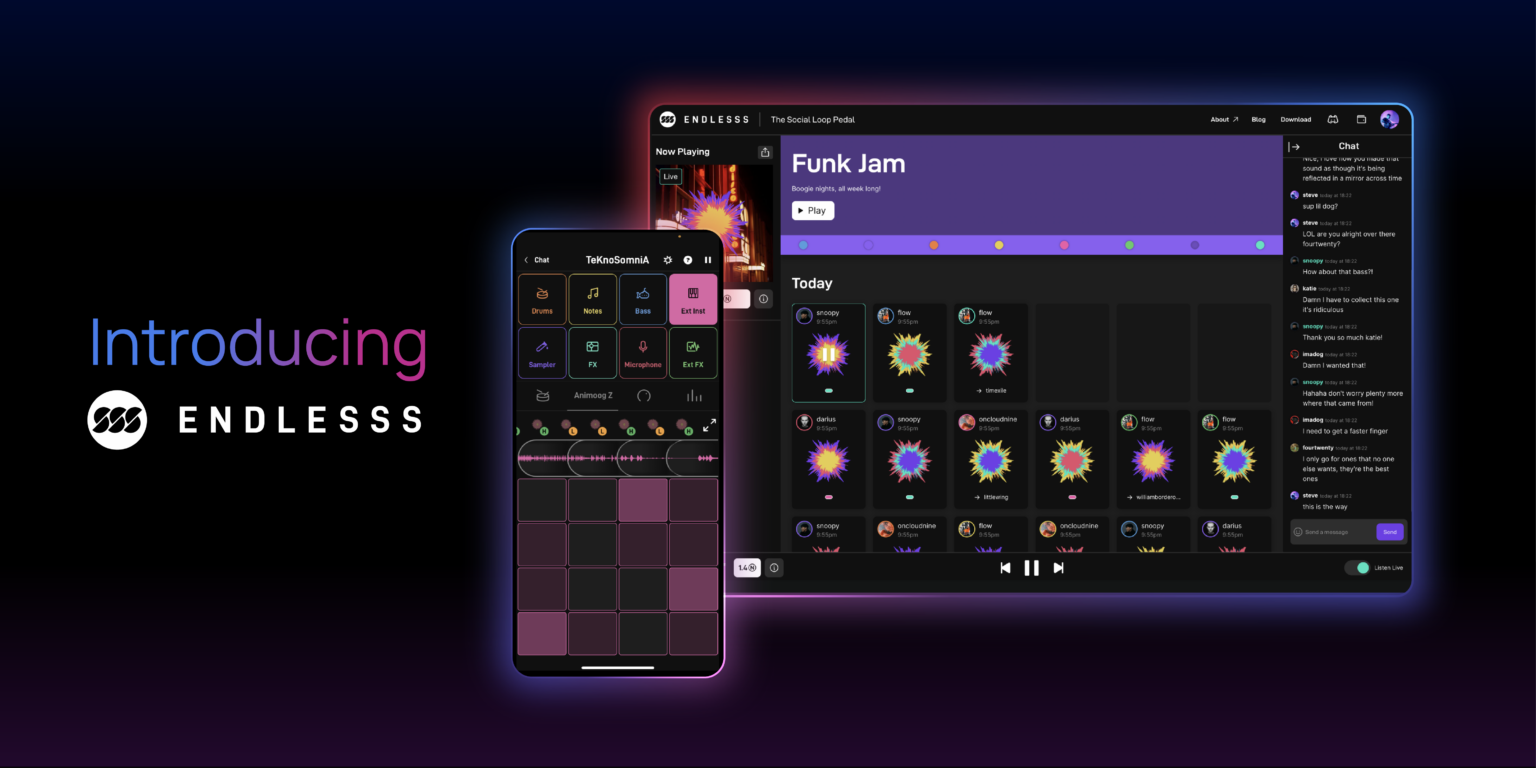 Introducing
ENDLESSS
ENDLESSS
The Social Loop Pedal
About
Blog
Download
Now Playing
Live
Funk Jam
Boogie nights, all week long!
Play
Today
snoopy
9:55pm
flow
9:55pm
flow
9:55pm
timexile
darius
9:55pm
snoopy
9:55pm
oncloudnine
9:55pm
littlewing
darius
9:55pm
flow
9:55pm
williambordero...
flow
9:55pm
snoopy
9:55pm
oncloudnine
9:55pm
flow
9:55pm
oncloudnine
9:55pm
snoopy
9:55pm
darius
9:55pm
Chat
Nice, I love how you made that
sound as though it's being
reflected in a mirror across time
steve today at 18:22
sup lil dog?
steve today at 18:22
LOL are you alright over there
fourtwenty?
snoopy today at 18:22
How about that bass?!
katie today at 18:22
Damn I have to collect this one
it's ridiculous
snoopy today at 18:22
Thank you so much katie!
imadog today at 18:22
Damn I wanted that!
snoopy today at 18:22
Hahaha don't worry plenty more
where that came from!
imadog today at 18:22
I need to get a faster finger
fourtwenty today at 18:22
I only go for ones that no one
else wants, they're the best
ones
steve today at 18:22
this is the way
Send a message
Send
1.4
Listen Live
Chat
TeKnoSomniA
?
Drums
Notes
Bass
Ext Inst
Sampler
FX
Microphone
Ext FX
Animoog Z
H
L
L
H
L
H